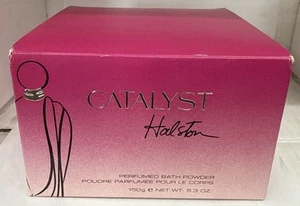 CATALYST
Halston
PERFUMED BATH POWDER
POUDRE PARFUMÉE POUR LE CORPS
150g e NET WT. 5.3 OZ.